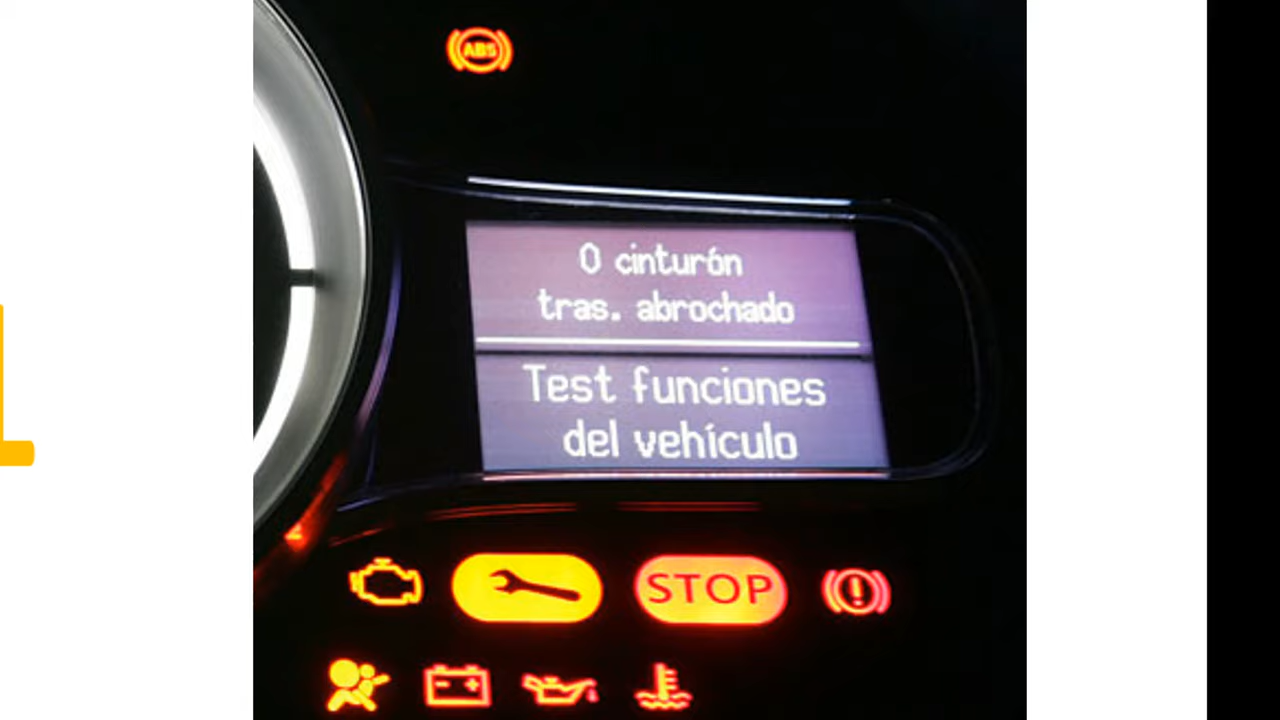 ABS
0 cinturón
tras. abrochado
Test funciones
del vehículo
STOP